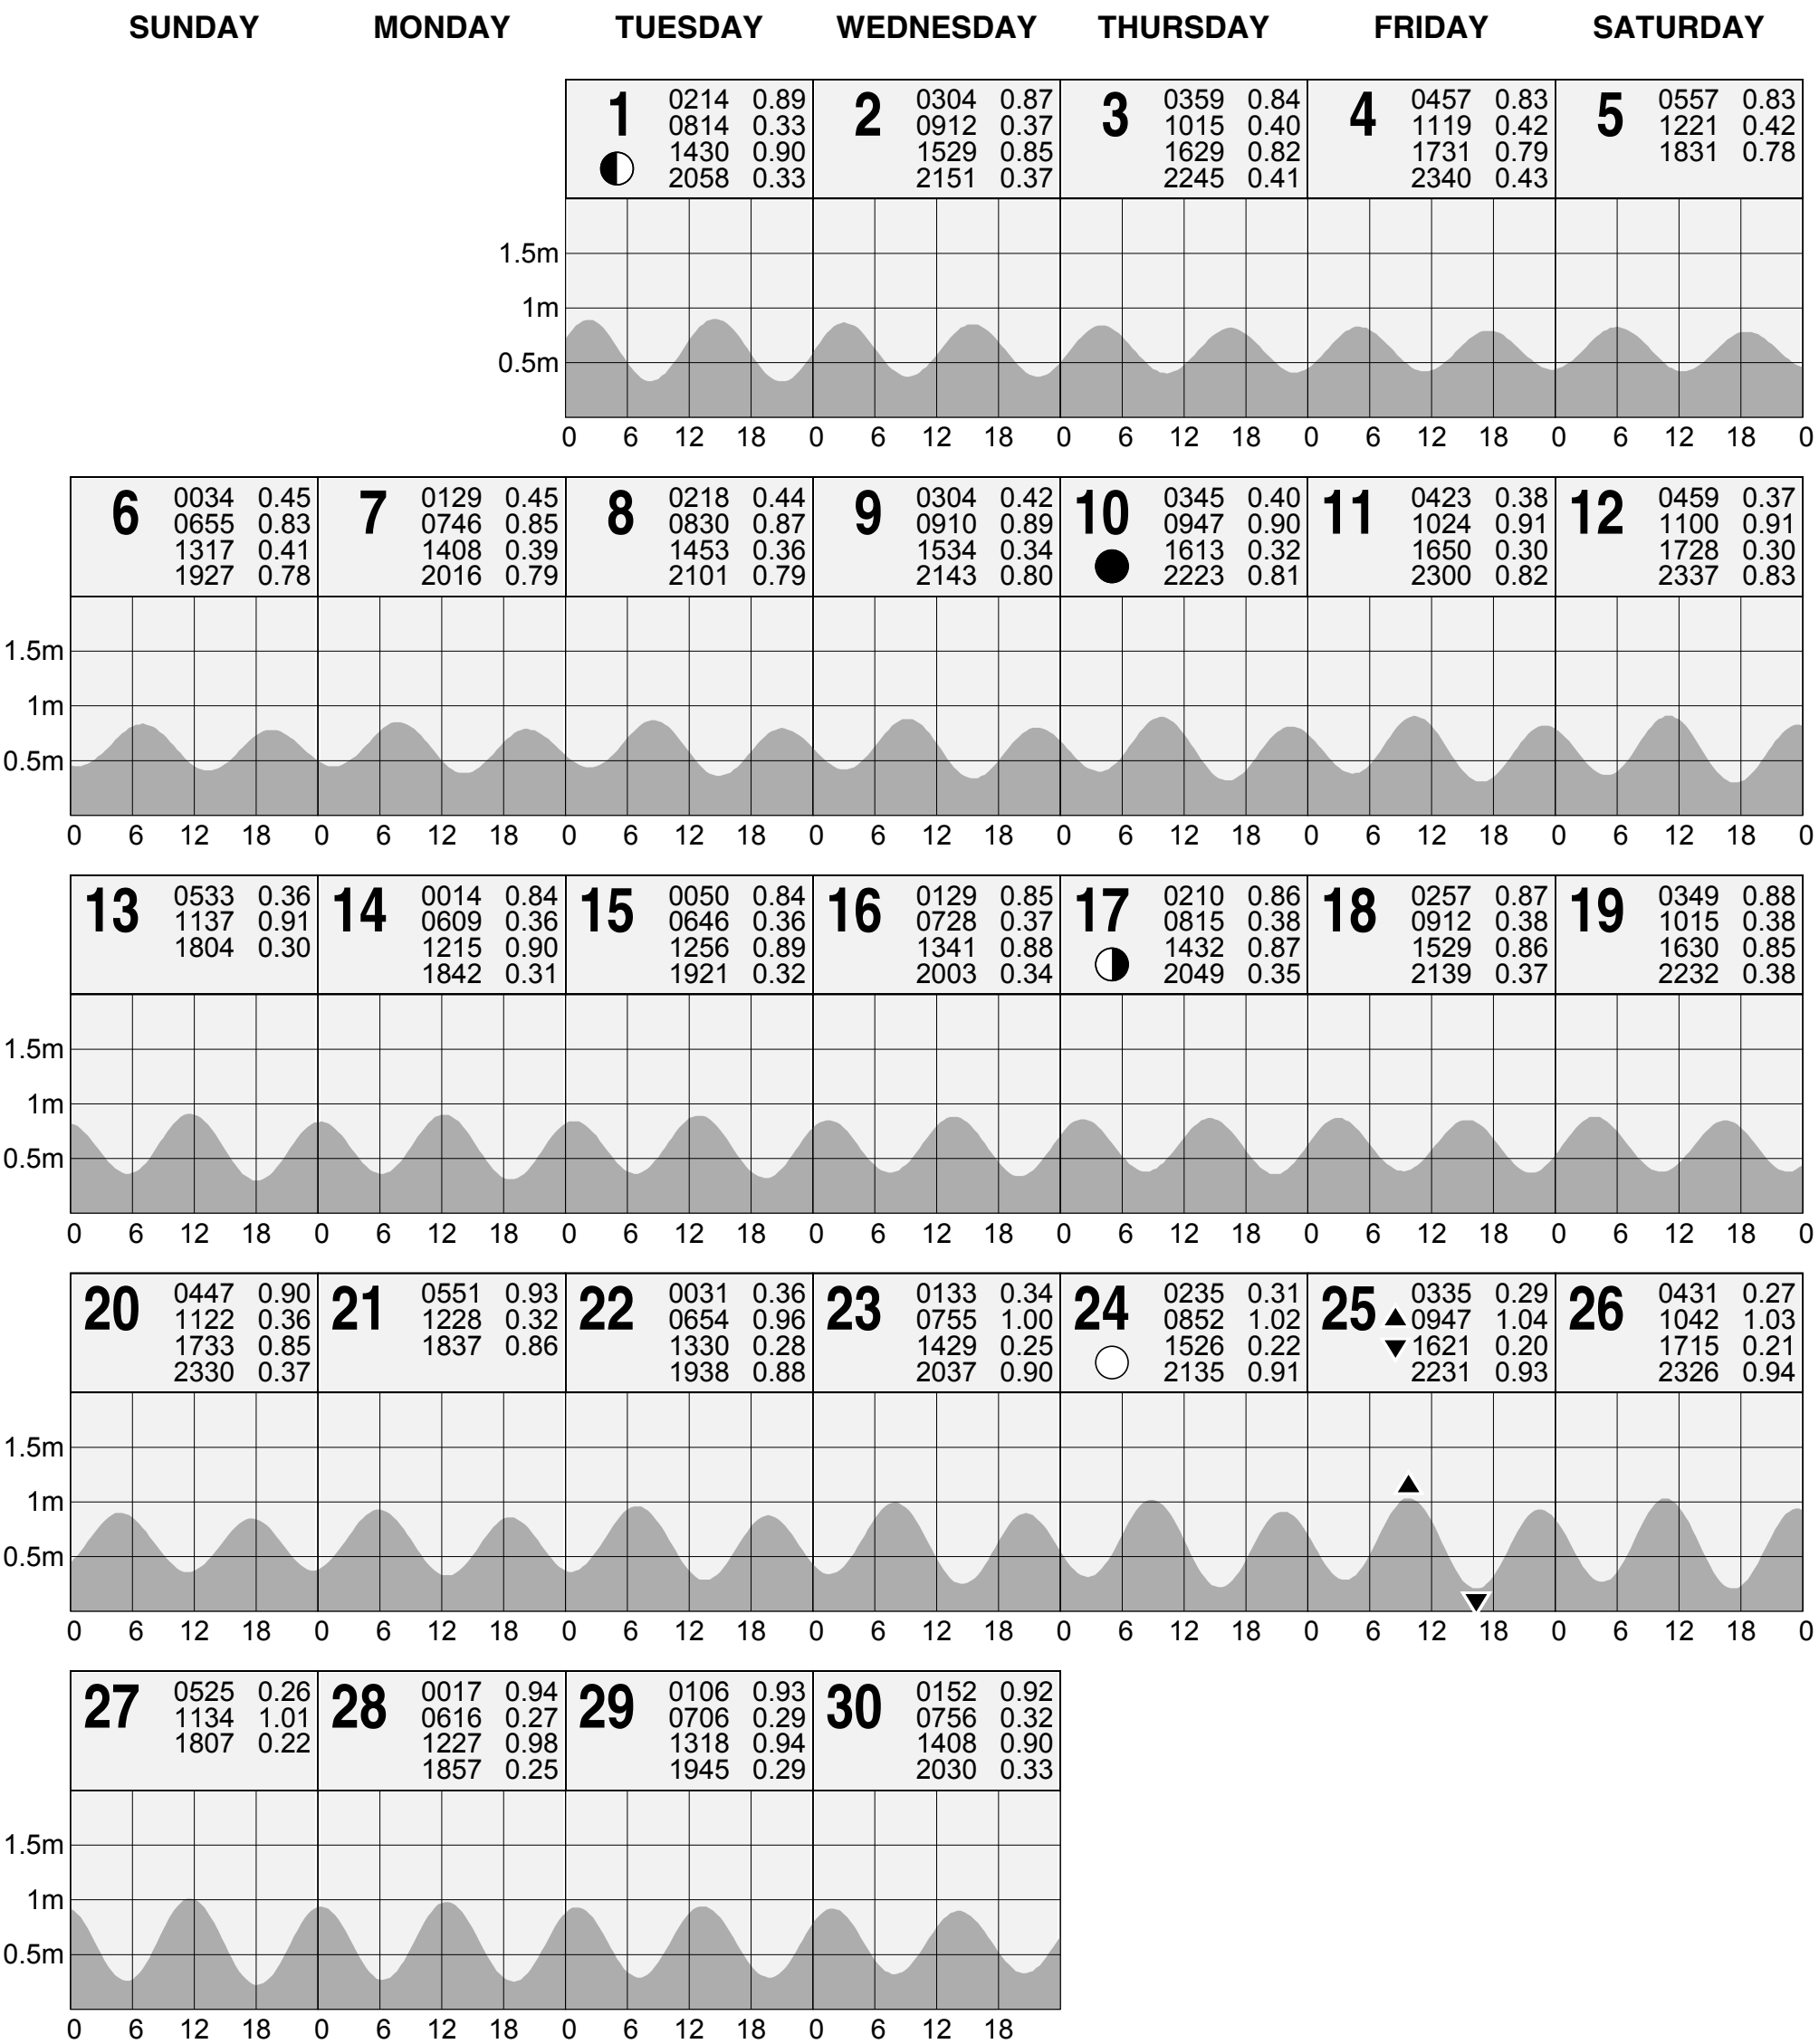 SUNDAY MONDAY TUESDAY WEDNESDAY THURSDAY FRIDAY SATURDAY
1 0214 0.89 2 0304 0.87 3 0359 0.84 4 0457 0.83 5 0557 0.83
0814 0.33 0912 0.37 1015 0.40 1119 0.42 1221 0.42
1430 0.90 1529 0.85 1629 0.82 1731 0.79 1831 0.78
2058 0.33 2151 0.37 2245 0.41 2340 0.43
1.5m
1m
0.5m
0 6 12 18 0 6 12 18 0 6 12 18 0 6 12 18 0 6 12 18 0
6 0034 0.45 7 0129 0.45 8 0218 0.44 9 0304 0.42 10 0345 0.40 11 0423 0.38 12 0459 0.37
0655 0.83 0746 0.85 0830 0.87 0910 0.89 0947 0.90 1024 0.91 1100 0.91
1317 0.41 1408 0.39 1453 0.36 1534 0.34 1613 0.32 1650 0.30 1728 0.30
1927 0.78 2016 0.79 2101 0.79 2143 0.80 2223 0.81 2300 0.82 2337 0.83
1.5m
1m
0.5m
0 6 12 18 0 6 12 18 0 6 12 18 0 6 12 18 0 6 12 18 0 6 12 18 0 6 12 18 0
13 0533 0.36 14 0014 0.84 15 0050 0.84 16 0129 0.85 17 0210 0.86 18 0257 0.87 19 0349 0.88
1137 0.91 0609 0.36 0646 0.36 0728 0.37 0815 0.38 0912 0.38 1015 0.38
1804 0.30 1215 0.90 1256 0.89 1341 0.88 1432 0.87 1529 0.86 1630 0.85
1842 0.31 1921 0.32 2003 0.34 2049 0.35 2139 0.37 2232 0.38
1.5m
1m
0.5m
0 6 12 18 0 6 12 18 0 6 12 18 0 6 12 18 0 6 12 18 0 6 12 18 0 6 12 18 0
20 0447 0.90 21 0551 0.93 22 0031 0.36 23 0133 0.34 24 0235 0.31 25 0335 0.29 26 0431 0.27
1122 0.36 1228 0.32 0654 0.96 0755 1.00 0852 1.02 0947 1.04 1042 1.03
1733 0.85 1837 0.86 1330 0.28 1429 0.25 1526 0.22 1621 0.20 1715 0.21
2330 0.37 1938 0.88 2037 0.90 2135 0.91 2231 0.93 2326 0.94
1.5m
1m
0.5m
0 6 12 18 0 6 12 18 0 6 12 18 0 6 12 18 0 6 12 18 0 6 12 18 0 6 12 18 0
27 0525 0.26 28 0017 0.94 29 0106 0.93 30 0152 0.92
1134 1.01 0616 0.27 0706 0.29 0756 0.32
1807 0.22 1227 0.98 1318 0.94 1408 0.90
1857 0.25 1945 0.29 2030 0.33
1.5m
1m
0.5m
0 6 12 18 0 6 12 18 0 6 12 18 0 6 12 18